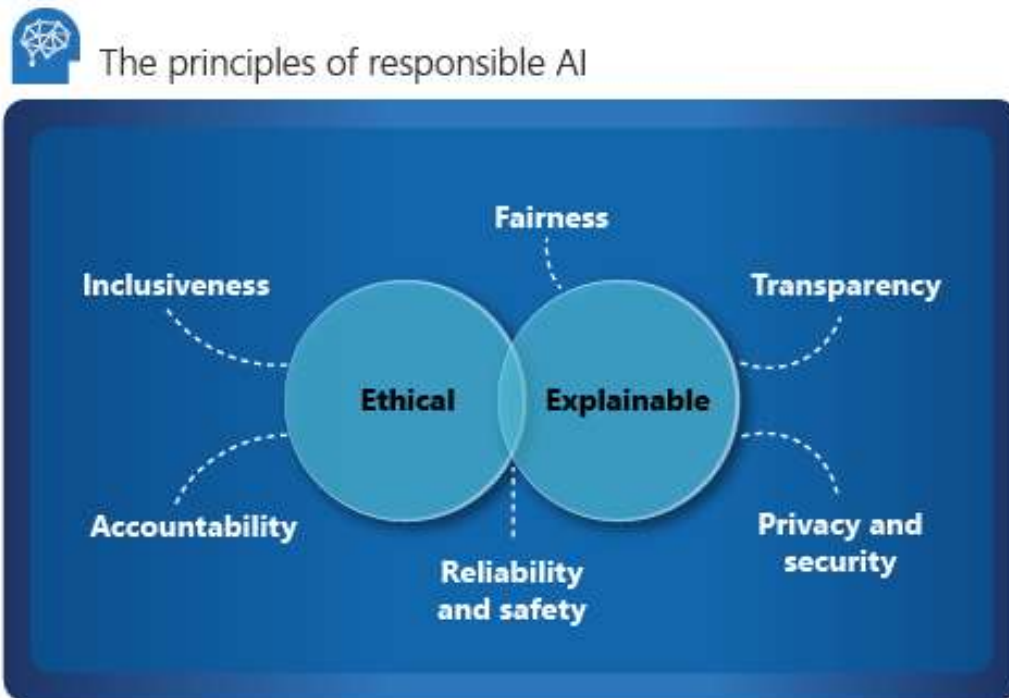 The principles of responsible AI
Fairness
Inclusiveness
Transparency
Ethical
Explainable
Accountability
Privacy and
security
Reliability
and safety